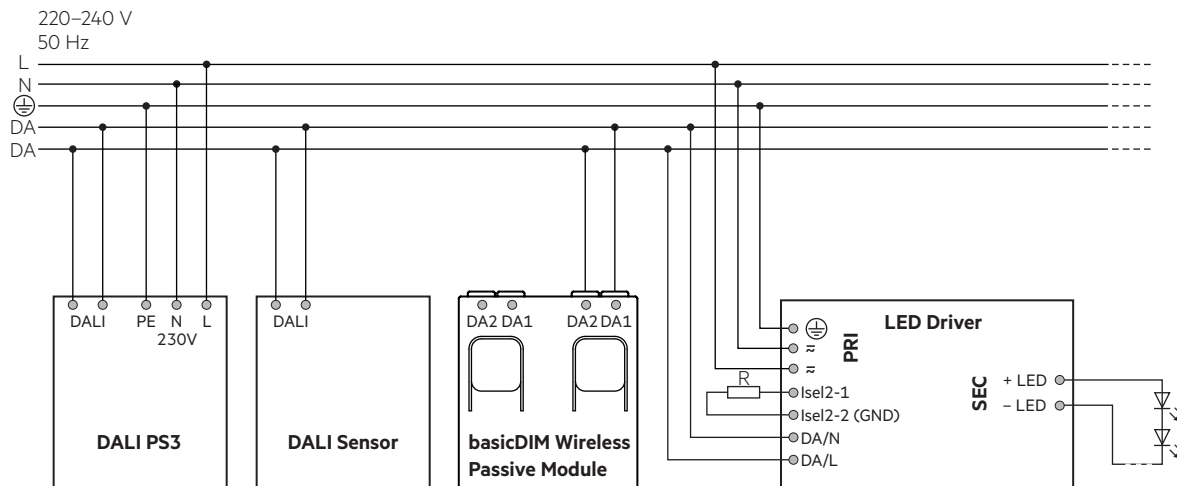 220–240 V
50 Hz
L
N
DA
DA
DALI PE N L
230V
DALI PS3
DALI
DALI Sensor
DA2 DA1 DA2 DA1
basicDIM Wireless
Passive Module
LED Driver
PRI
≂
≂
R
Isel2-1
Isel2-2 (GND)
DA/N
DA/L
SEC
+ LED
– LED